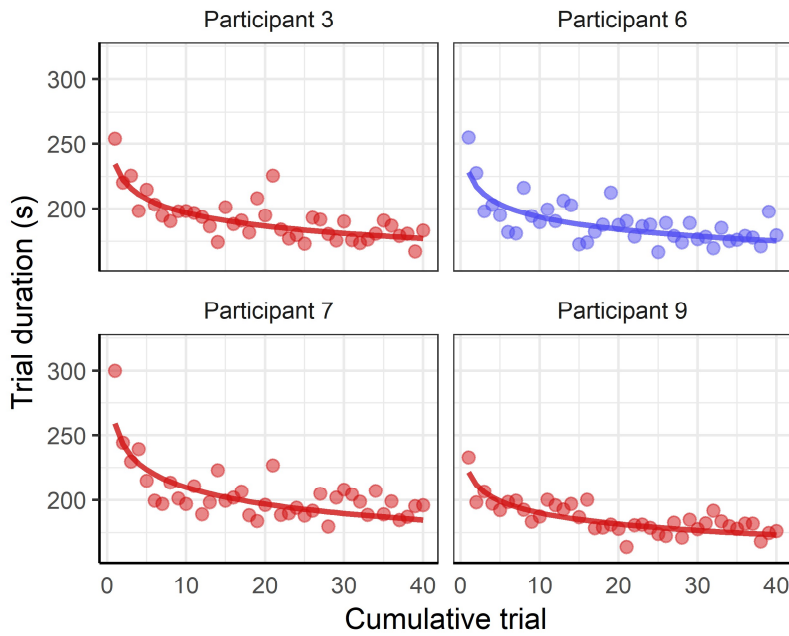 Participant 3
Participant 6
300
250
200
Participant 7
Participant 9
300
250
200
0 10 20 30 40 0 10 20 30 40
Trial duration (s)
Cumulative trial